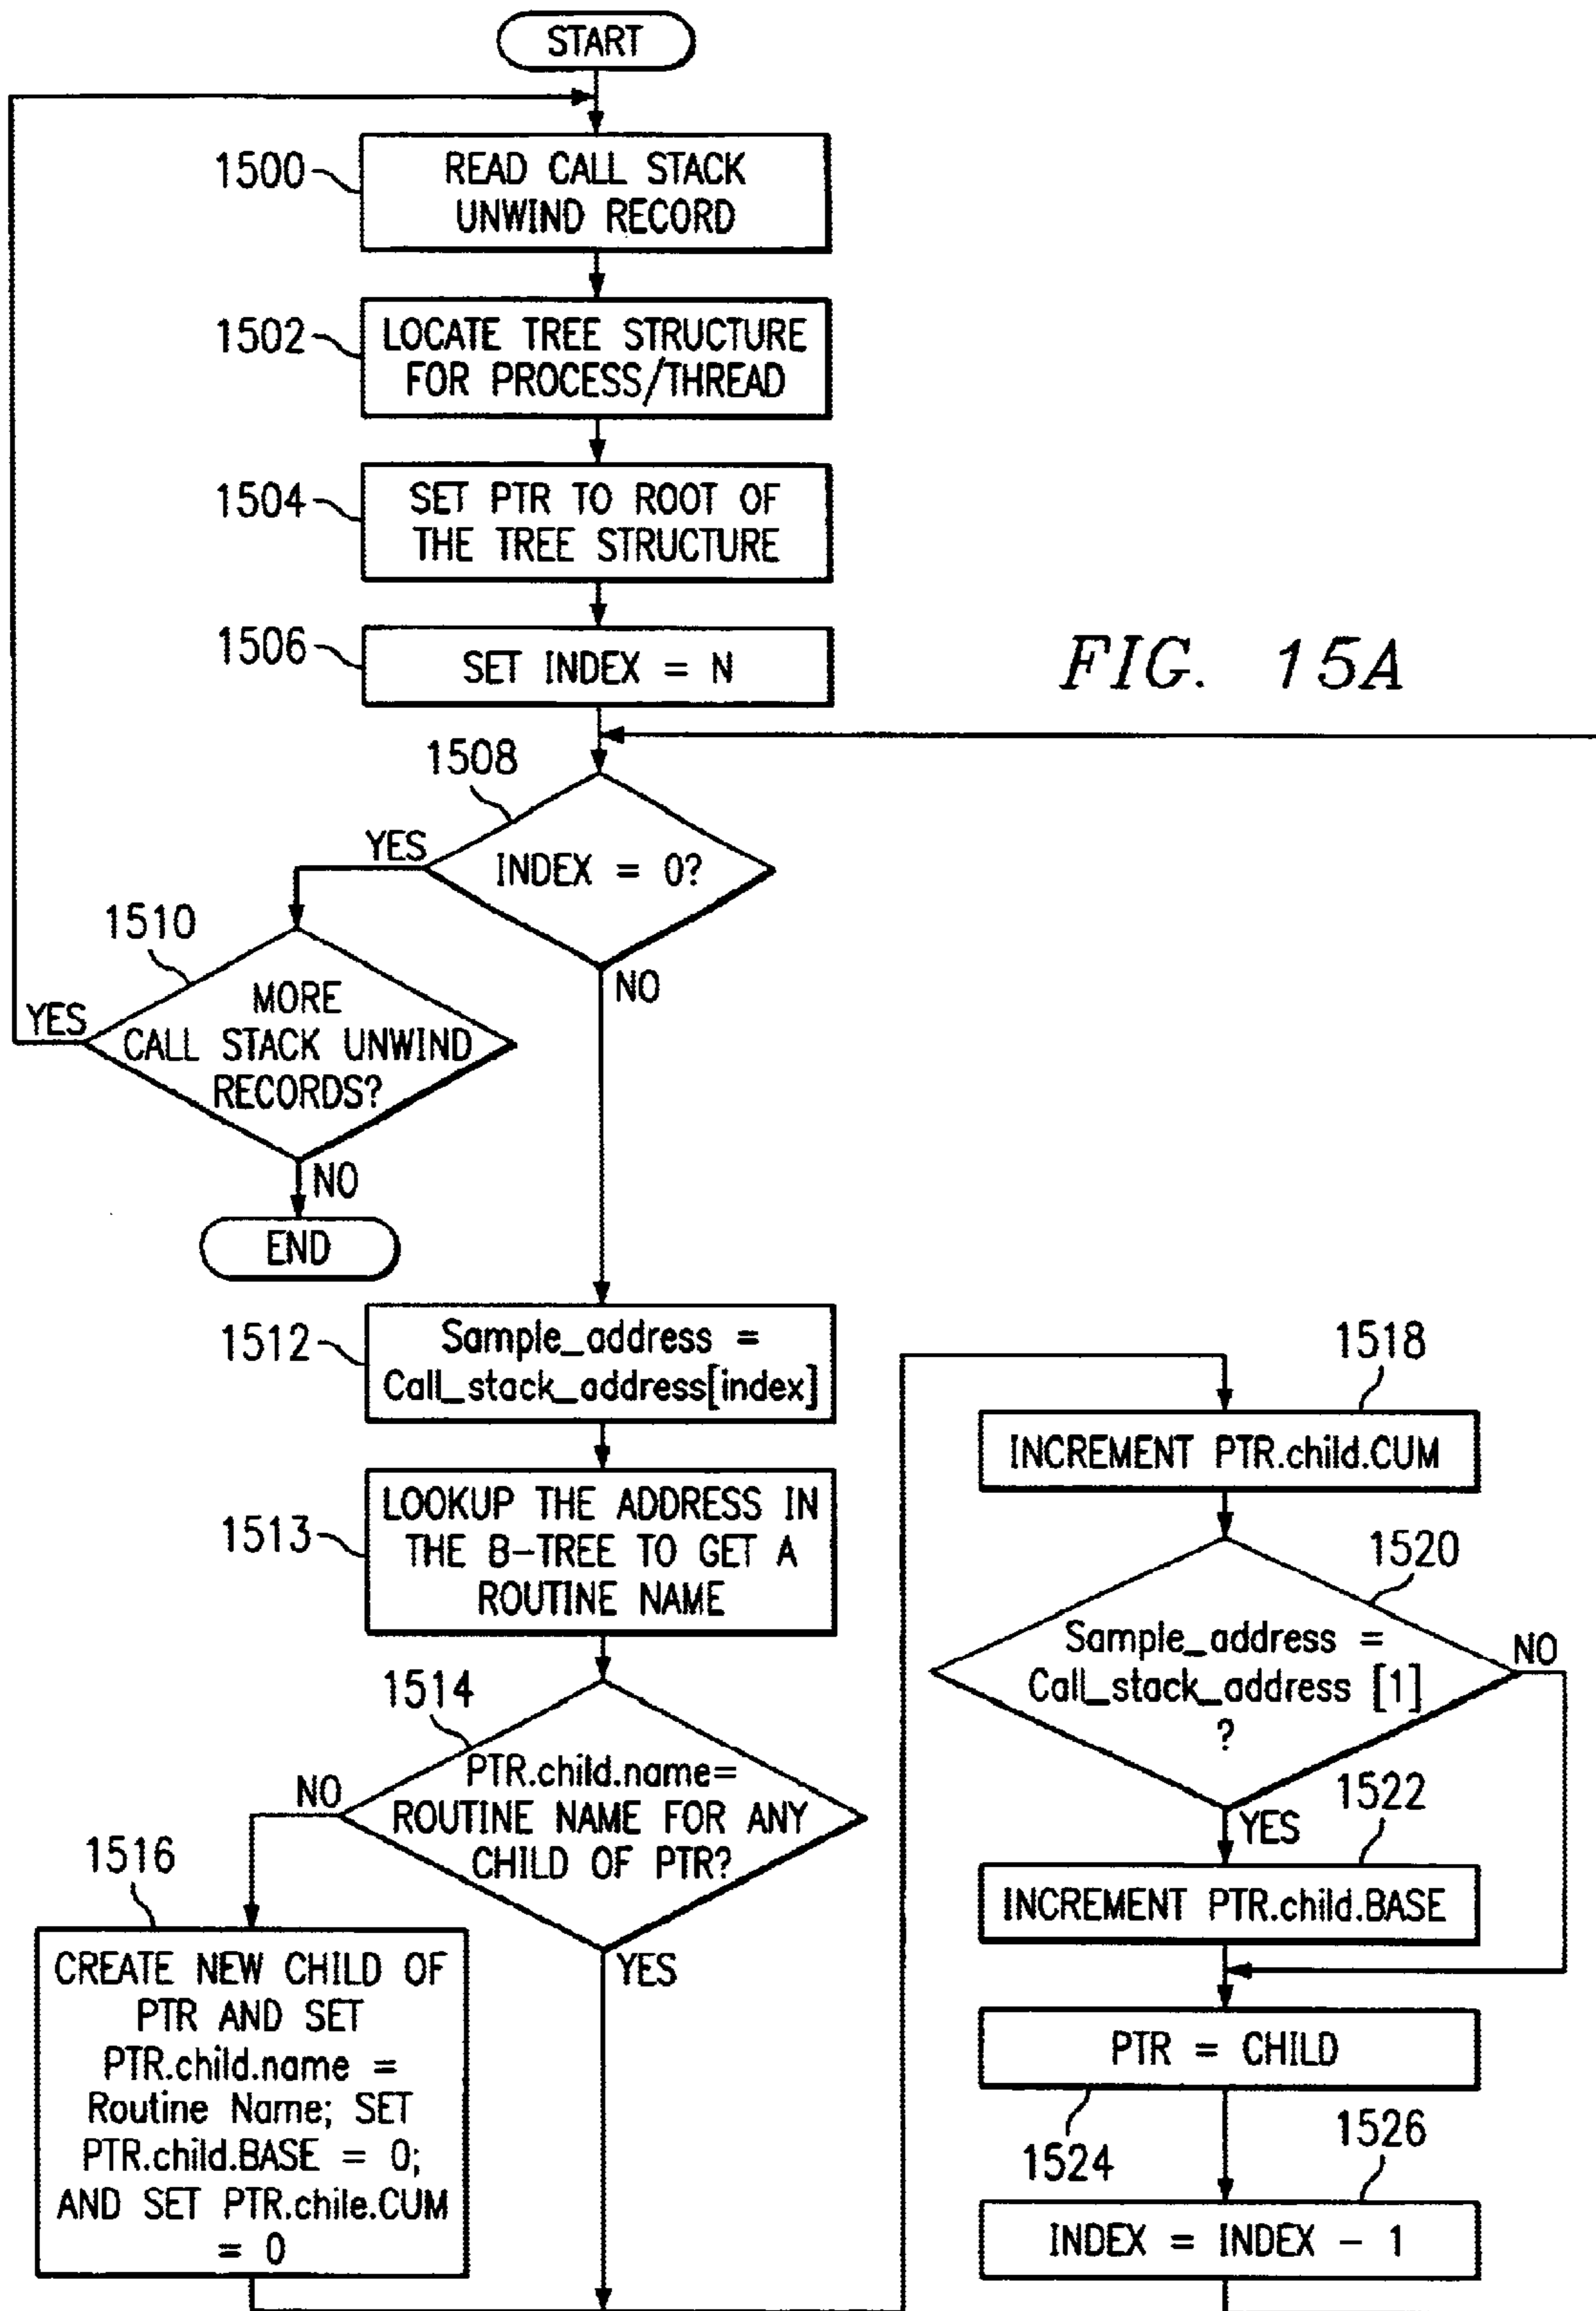 START
1500
READ CALL STACK
UNWIND RECORD
1502
LOCATE TREE STRUCTURE
FOR PROCESS/THREAD
1504
SET PTR TO ROOT OF
THE TREE STRUCTURE
1506
SET INDEX = N
FIG. 15A
1508
YES
INDEX = 0?
NO
1510
YES
MORE
CALL STACK UNWIND
RECORDS?
NO
END
1512
Sample_address =
Call_stack_address[index]
1513
LOOKUP THE ADDRESS IN
THE B-TREE TO GET A
ROUTINE NAME
1514
NO
PTR.child.name=
ROUTINE NAME FOR ANY
CHILD OF PTR?
YES
1516
CREATE NEW CHILD OF
PTR AND SET
PTR.child.name =
Routine Name; SET
PTR.child.BASE = 0;
AND SET PTR.chile.CUM
= 0
1518
INCREMENT PTR.child.CUM
1520
Sample_address =
Call_stack_address [1]
?
NO
YES
1522
INCREMENT PTR.child.BASE
PTR = CHILD
1524
1526
INDEX = INDEX - 1